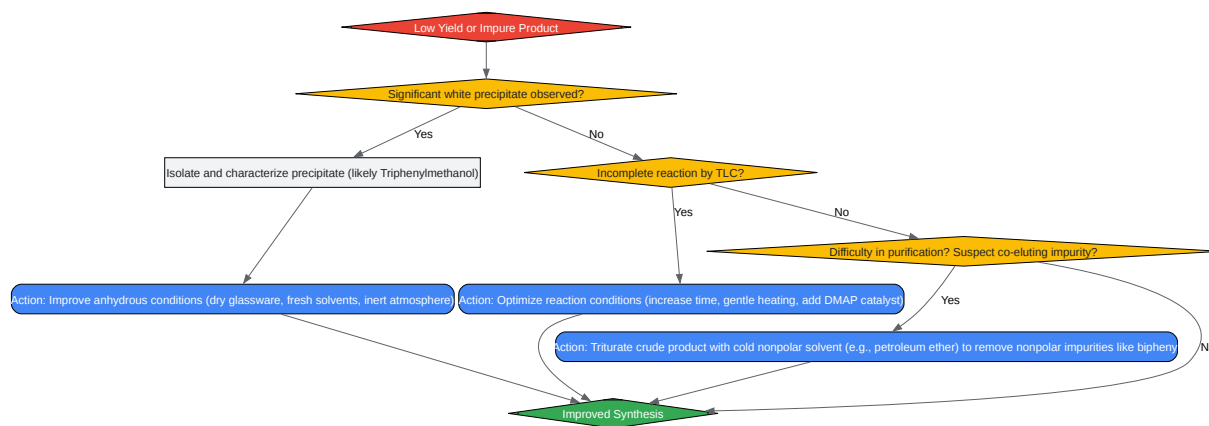 Low Yield or Impure Product
Significant white precipitate observed?
Yes
No
Isolate and characterize precipitate (likely Triphenylmethanol)
Incomplete reaction by TLC?
Yes
No
Difficulty in purification? Suspect co-eluting impurity?
Action: Improve anhydrous conditions (dry glassware, fresh solvents, inert atmosphere)
Action: Optimize reaction conditions (increase time, gentle heating, add DMAP catalyst)
Yes
Action: Triturate crude product with cold nonpolar solvent (e.g., petroleum ether) to remove nonpolar impurities like biphenyl
N
Improved Synthesis